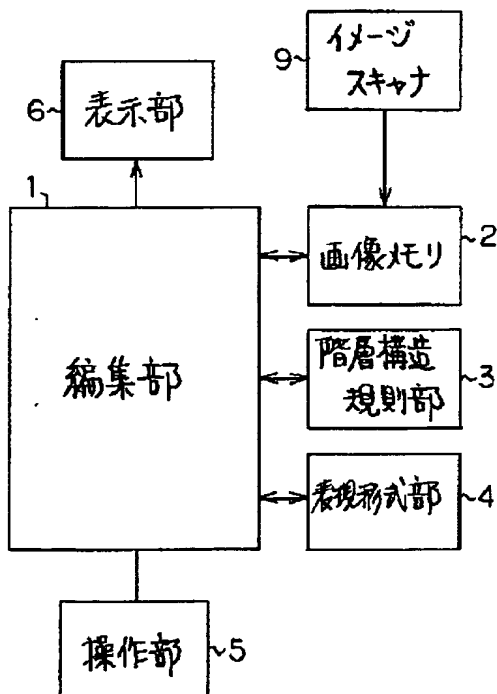 イメージ
スキャナ
9
6
表示部
1
画像メモリ
2
編集部
階層構造
規則部
3
表現形式部
4
操作部
5